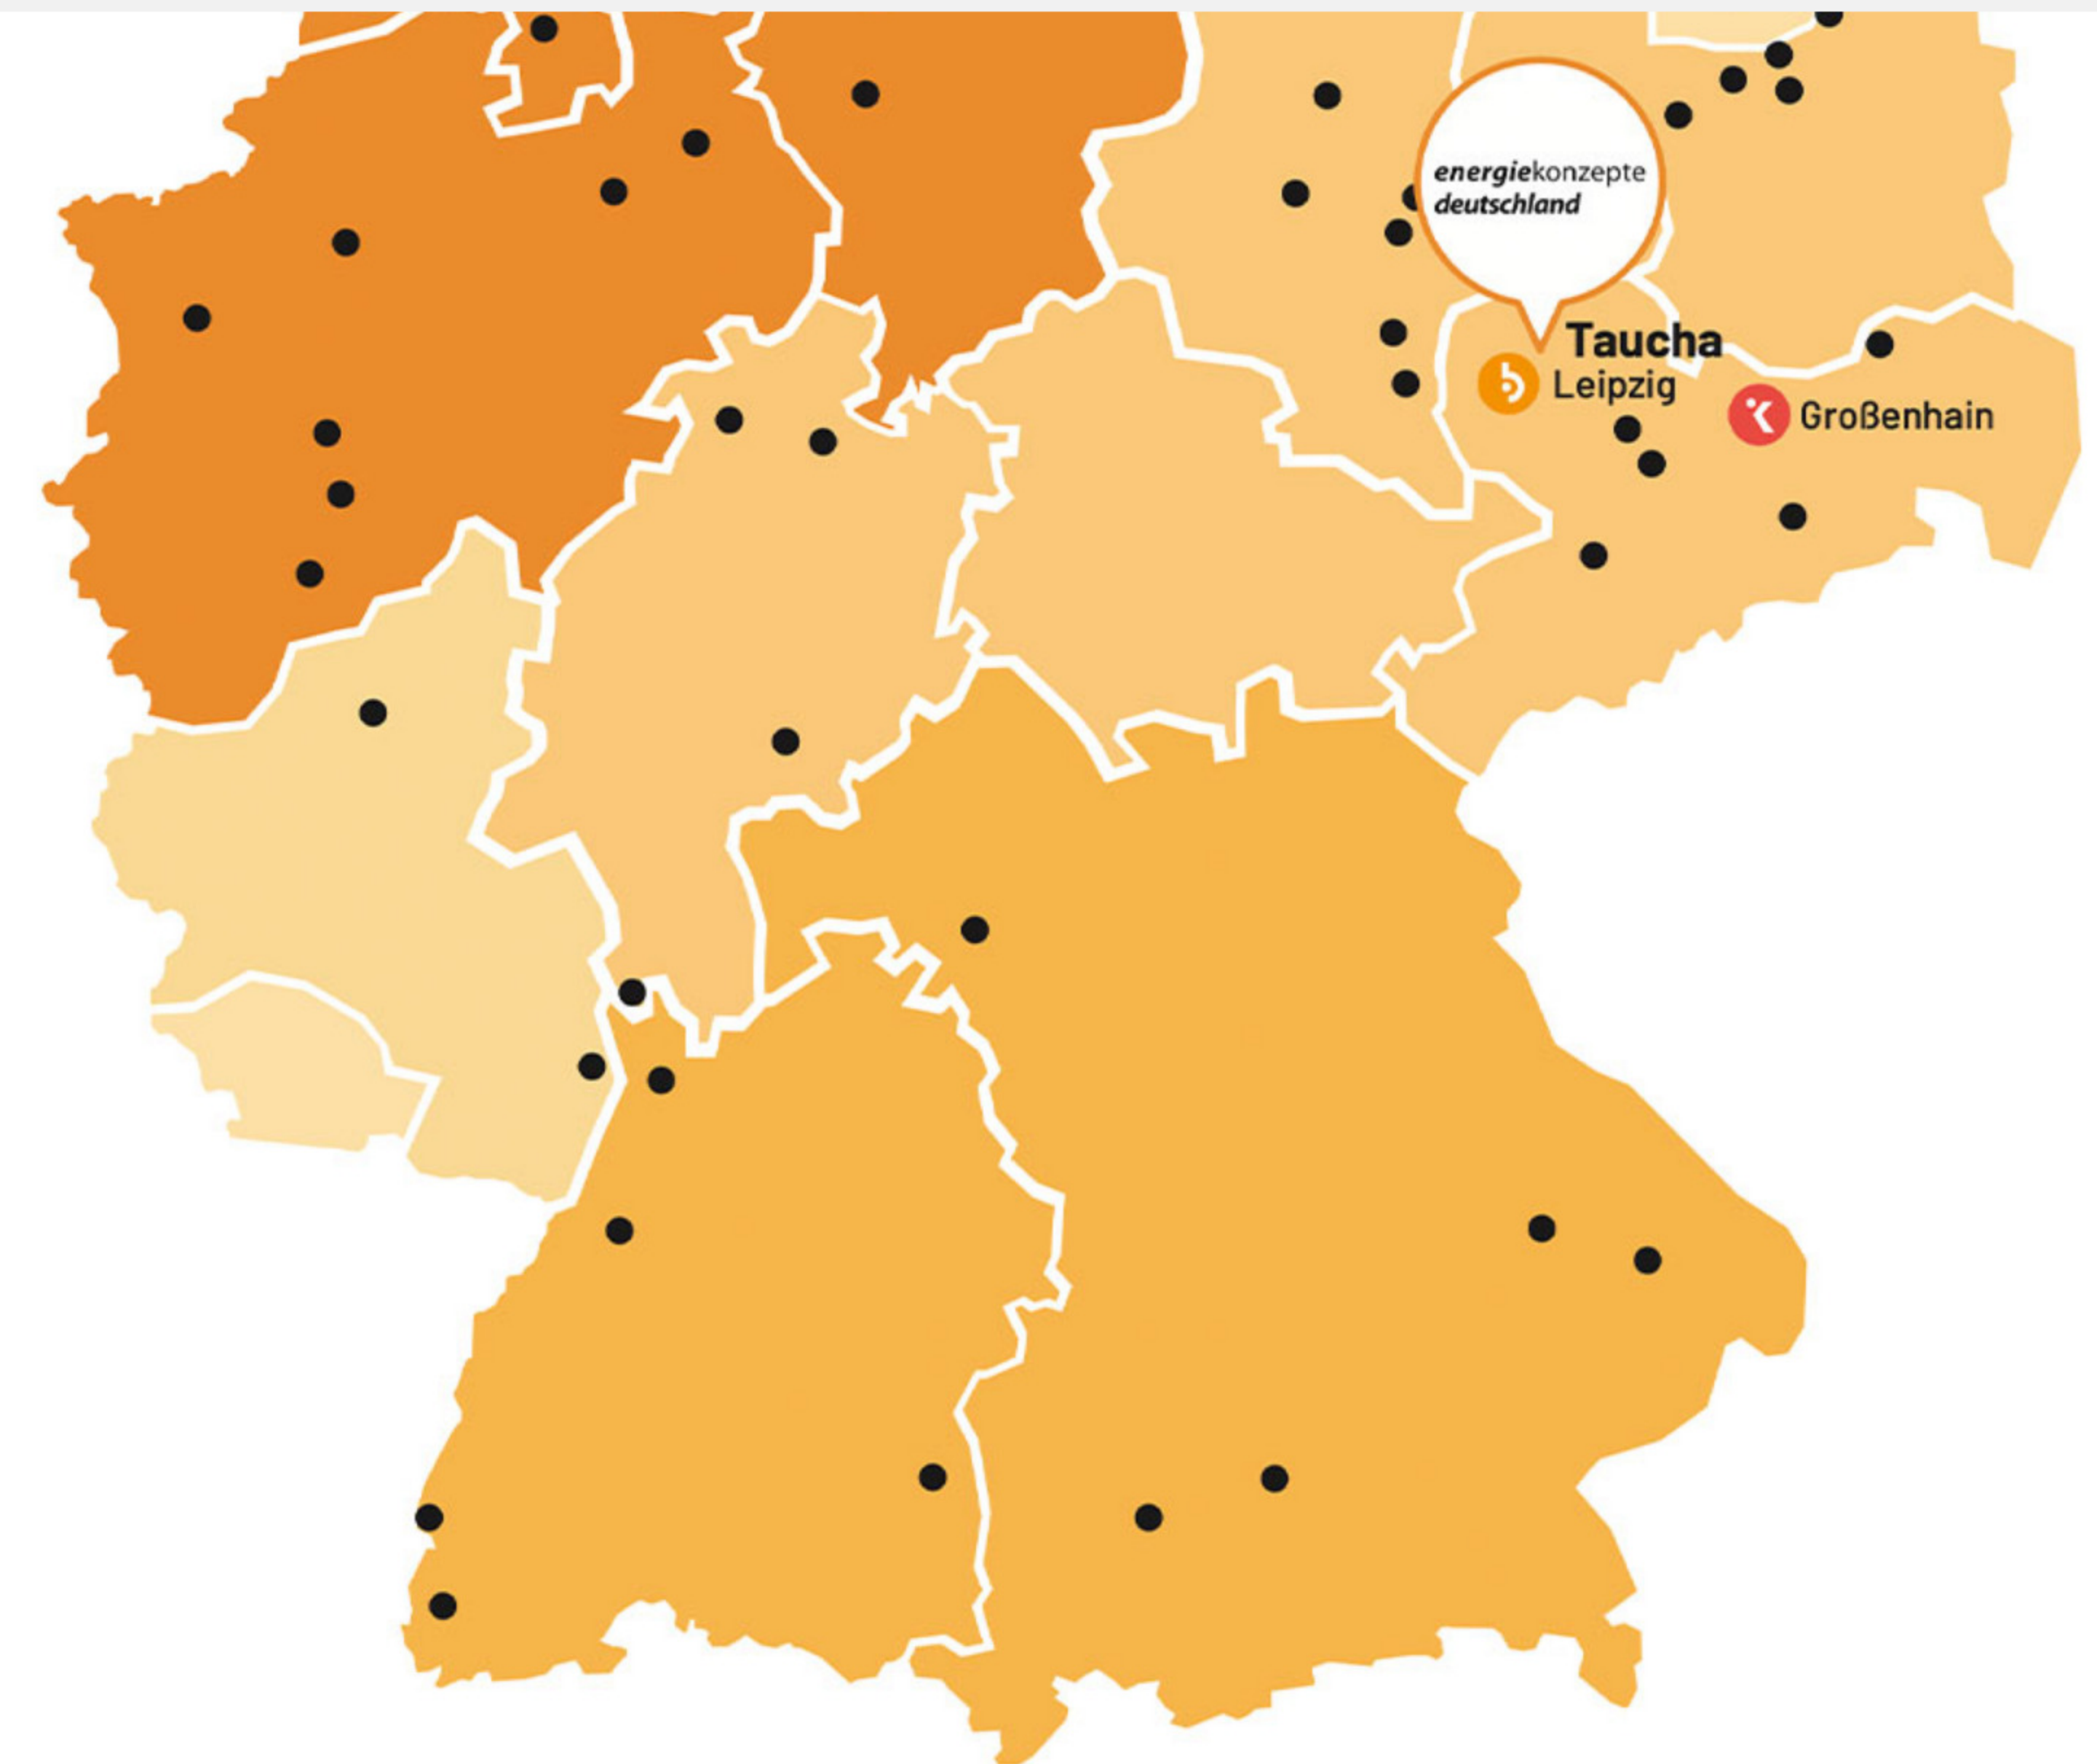 energiekonzepte
deutschland
Taucha
Leipzig
Großenhain